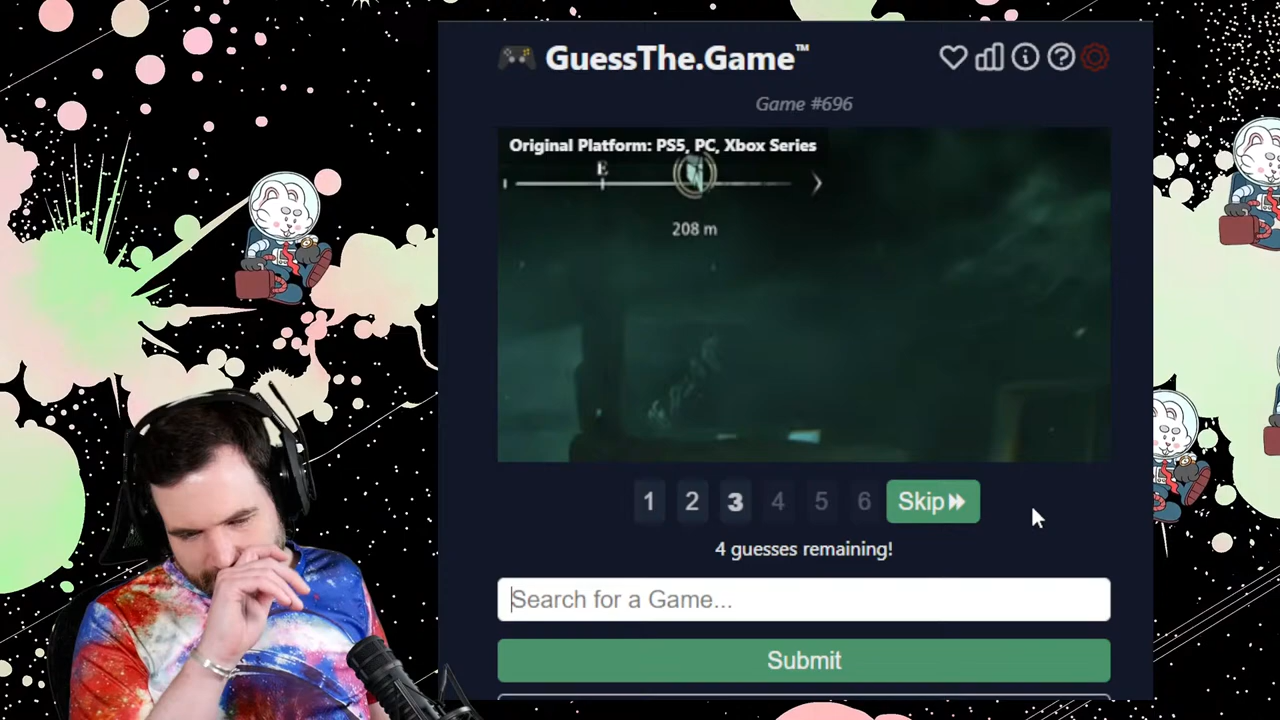 GuessThe.Game™
Game #696
Original Platform: PS5, PC, Xbox Series
E
208 m
1 2 3 4 5 6 Skip
4 guesses remaining!
Search for a Game...
Submit